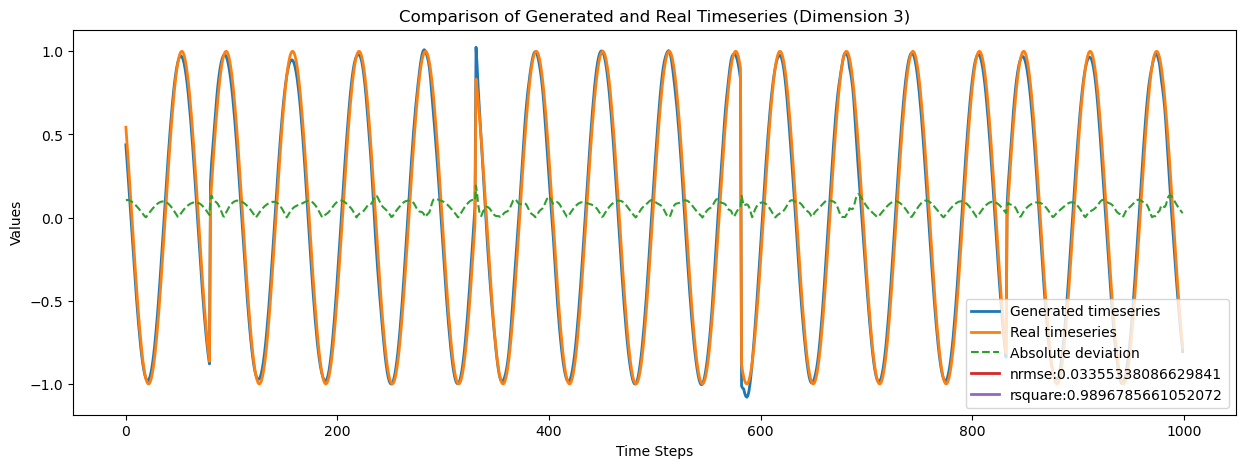 Comparison of Generated and Real Timeseries (Dimension 3)
1.0
0.5
0.0
−0.5
−1.0
Values
0
200
400
600
800
1000
Time Steps
Generated timeseries
Real timeseries
Absolute deviation
nrmse:0.03355338086629841
rsquare:0.9896785661052072